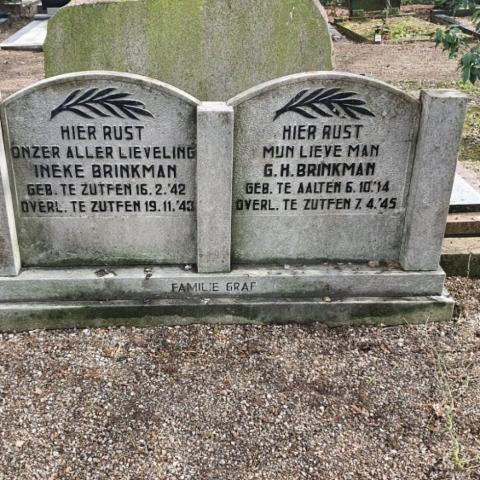 HIER RUST
ONZER ALLER LIEVELING
INEKE BRINKMAN
GEB. TE ZUTFEN 16.2.'42
OVERL. TE ZUTFEN 19.11.'43
HIER RUST
MIJN LIEVE MAN
G.H. BRINKMAN
GEB. TE AALTEN 6.10.'14
OVERL. TE ZUTFEN 7.4.'45
FAMILIE GRAF